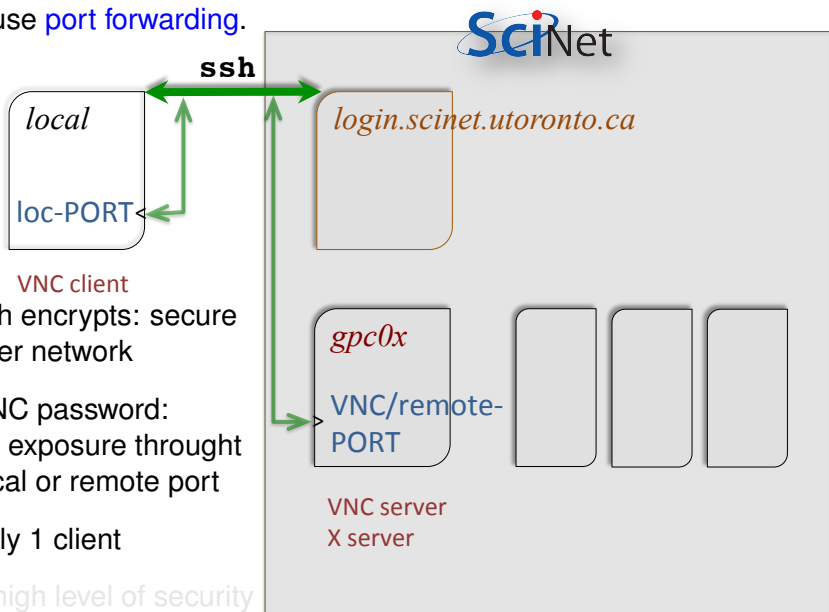 use port forwarding.
SciNet
ssh
local
login.scinet.utoronto.ca
loc-PORT<
VNC client
h encrypts: secure
er network
gpc0x
>
VNC/remote-
PORT
NC password:
exposure throught
cal or remote port
VNC server
X server
ly 1 client
high level of security